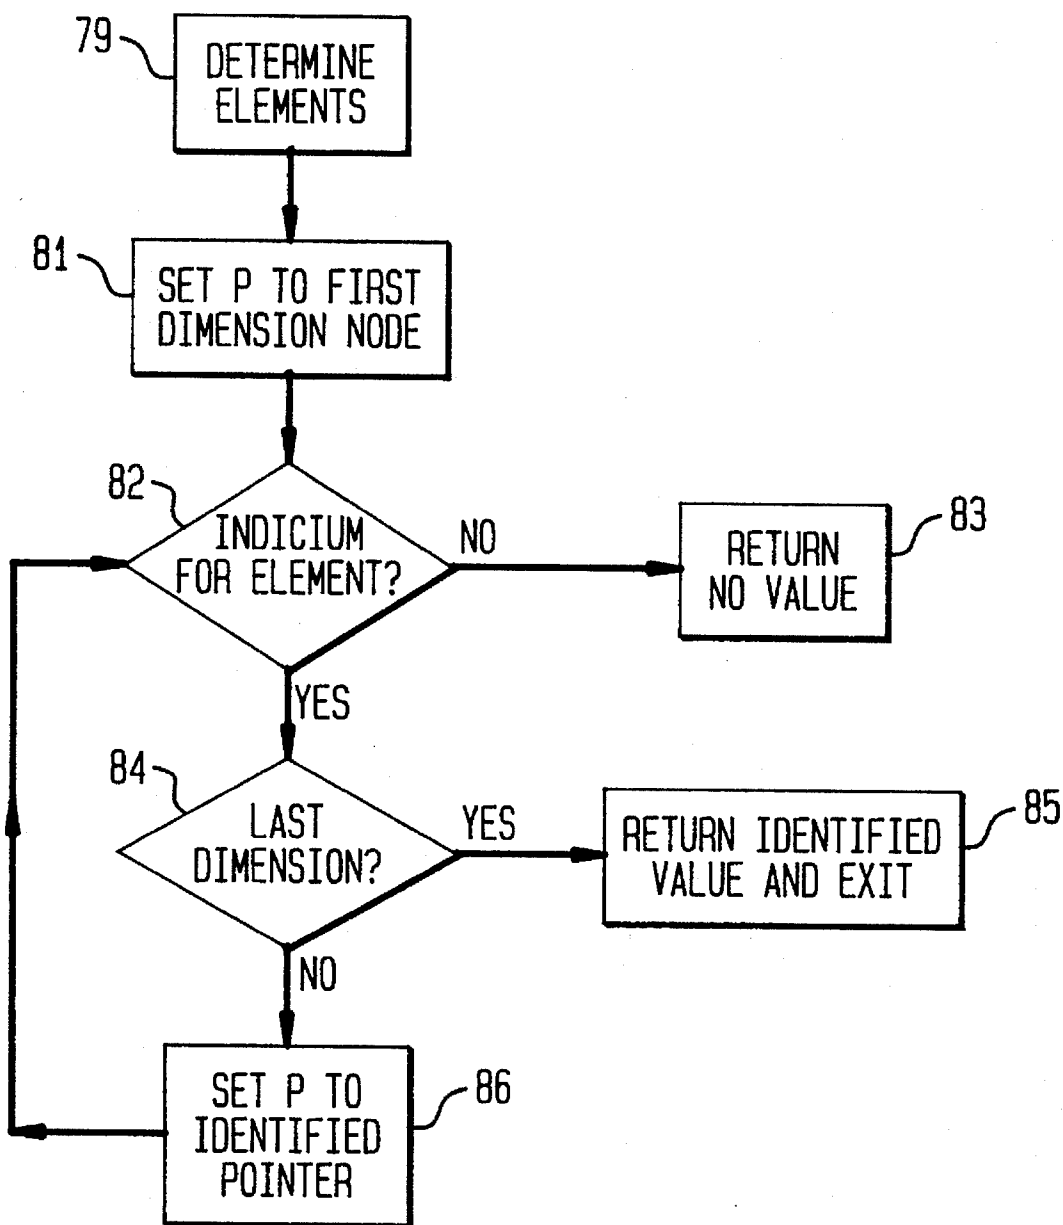 79
DETERMINE
ELEMENTS
81
SET P TO FIRST
DIMENSION NODE
82
INDICIUM
FOR ELEMENT?
NO
RETURN
NO VALUE
83
YES
84
LAST
DIMENSION?
YES
RETURN IDENTIFIED
VALUE AND EXIT
85
NO
SET P TO
IDENTIFIED
POINTER
86